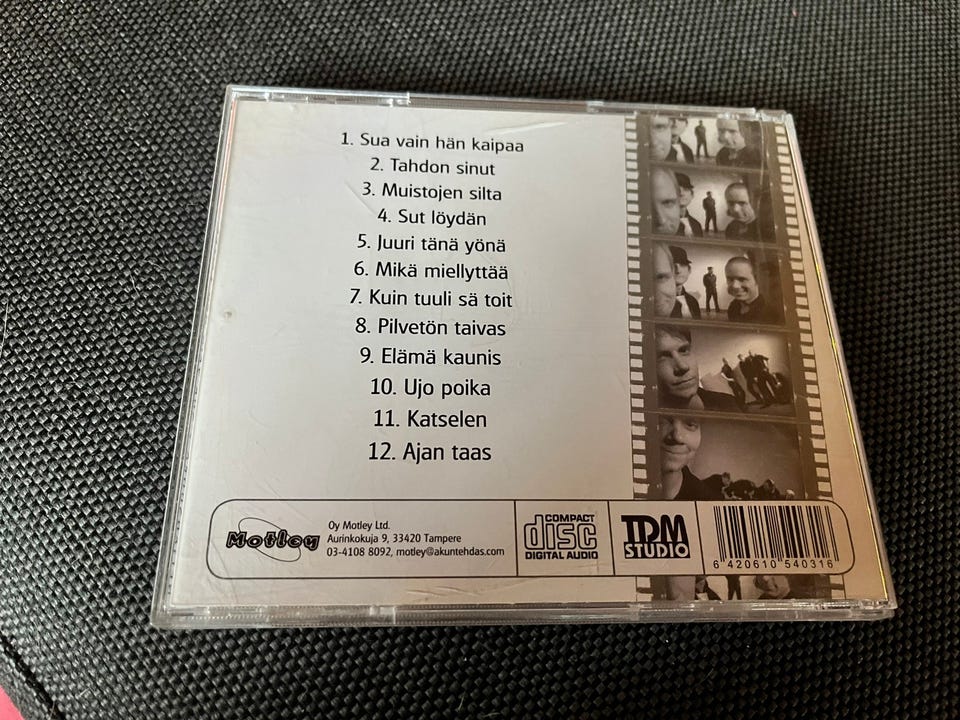 1. Sua vain hän kaipaa
2. Tahdon sinut
3. Muistojen silta
4. Sut löydän
5. Juuri tänä yönä
6. Mikä miellyttää
7. Kuin tuuli sä toit
8. Pilvetön taivas
9. Elämä kaunis
10. Ujo poika
11. Katselen
12. Ajan taas
Motley
Oy Motley Ltd.
Aurinkokuja 9, 33420 Tampere
03-4108 8092, motley@akuntehdas.com
COMPACT
disc
DIGITAL AUDIO
TDM
STUDIO
6 420610 540316